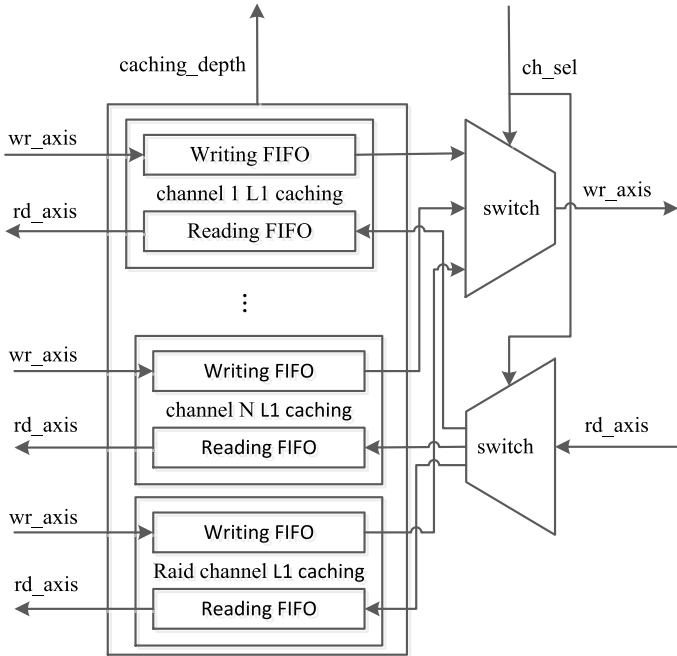 caching_depth
ch_sel
wr_axis
Writing FIFO
channel 1 L1 caching
rd_axis
Reading FIFO
switch
wr_axis
⋮
wr_axis
Writing FIFO
channel N L1 caching
rd_axis
Reading FIFO
switch
rd_axis
wr_axis
Writing FIFO
Raid channel L1 caching
rd_axis
Reading FIFO